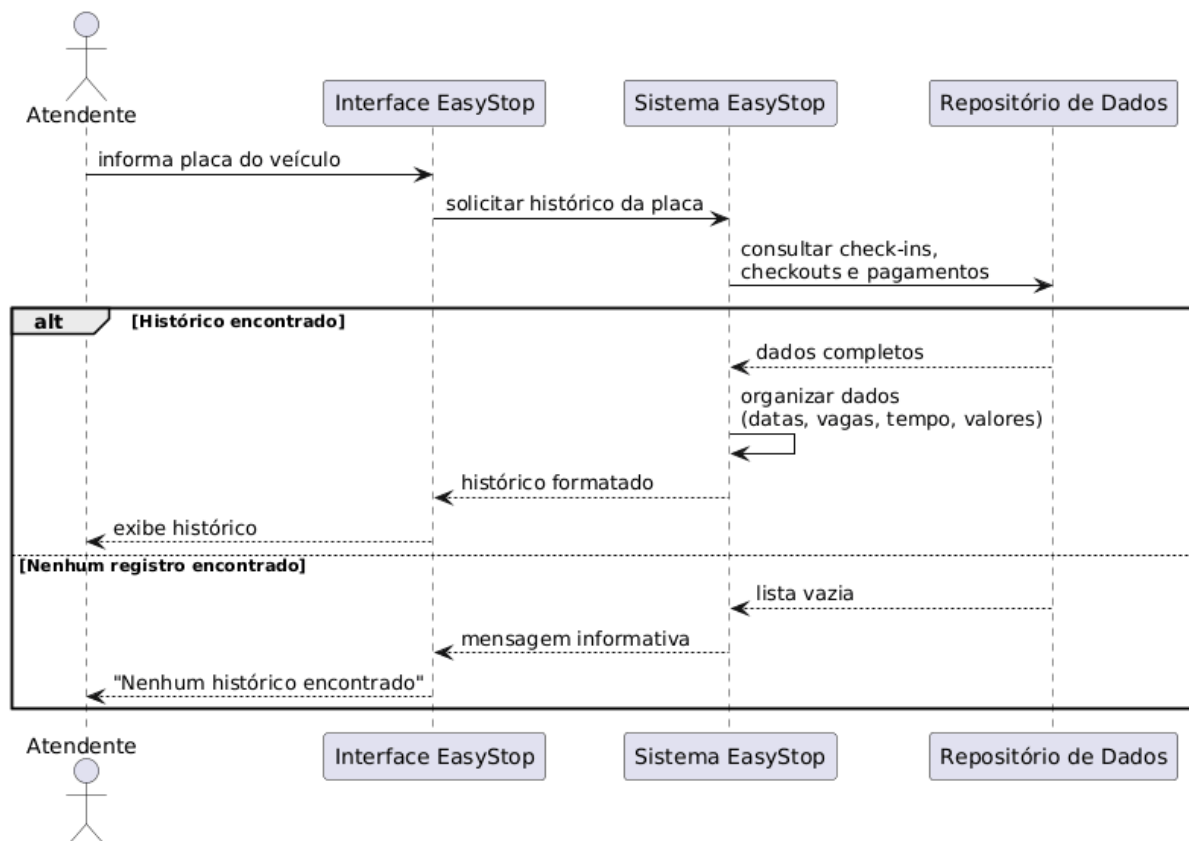 Atendente
Interface EasyStop
Sistema EasyStop
Repositório de Dados
informa placa do veículo
solicitar histórico da placa
consultar check-ins,
checkouts e pagamentos
alt
[Histórico encontrado]
dados completos
organizar dados
(datas, vagas, tempo, valores)
histórico formatado
exibe histórico
[Nenhum registro encontrado]
lista vazia
mensagem informativa
"Nenhum histórico encontrado"
Atendente
Interface EasyStop
Sistema EasyStop
Repositório de Dados